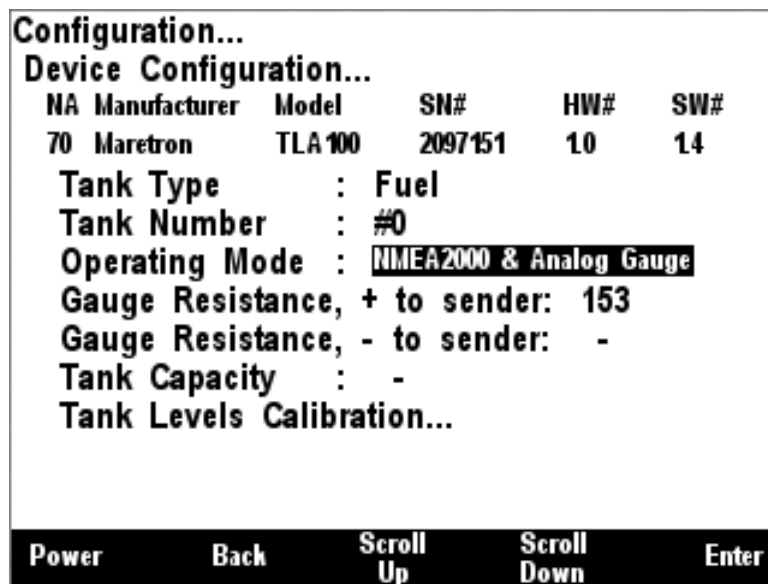 Configuration...
Device Configuration...
NA Manufacturer Model SN# HW# SW#
70 Maretron TLA100 2097151 1.0 1.4
Tank Type : Fuel
Tank Number : #0
Operating Mode : NMEA2000 & Analog Gauge
Gauge Resistance, + to sender: 153
Gauge Resistance, - to sender: -
Tank Capacity : -
Tank Levels Calibration...
Power Back Scroll Up Scroll Down Enter